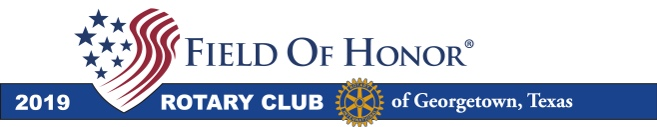 FIELD OF HONOR®
2019 ROTARY CLUB of Georgetown, Texas